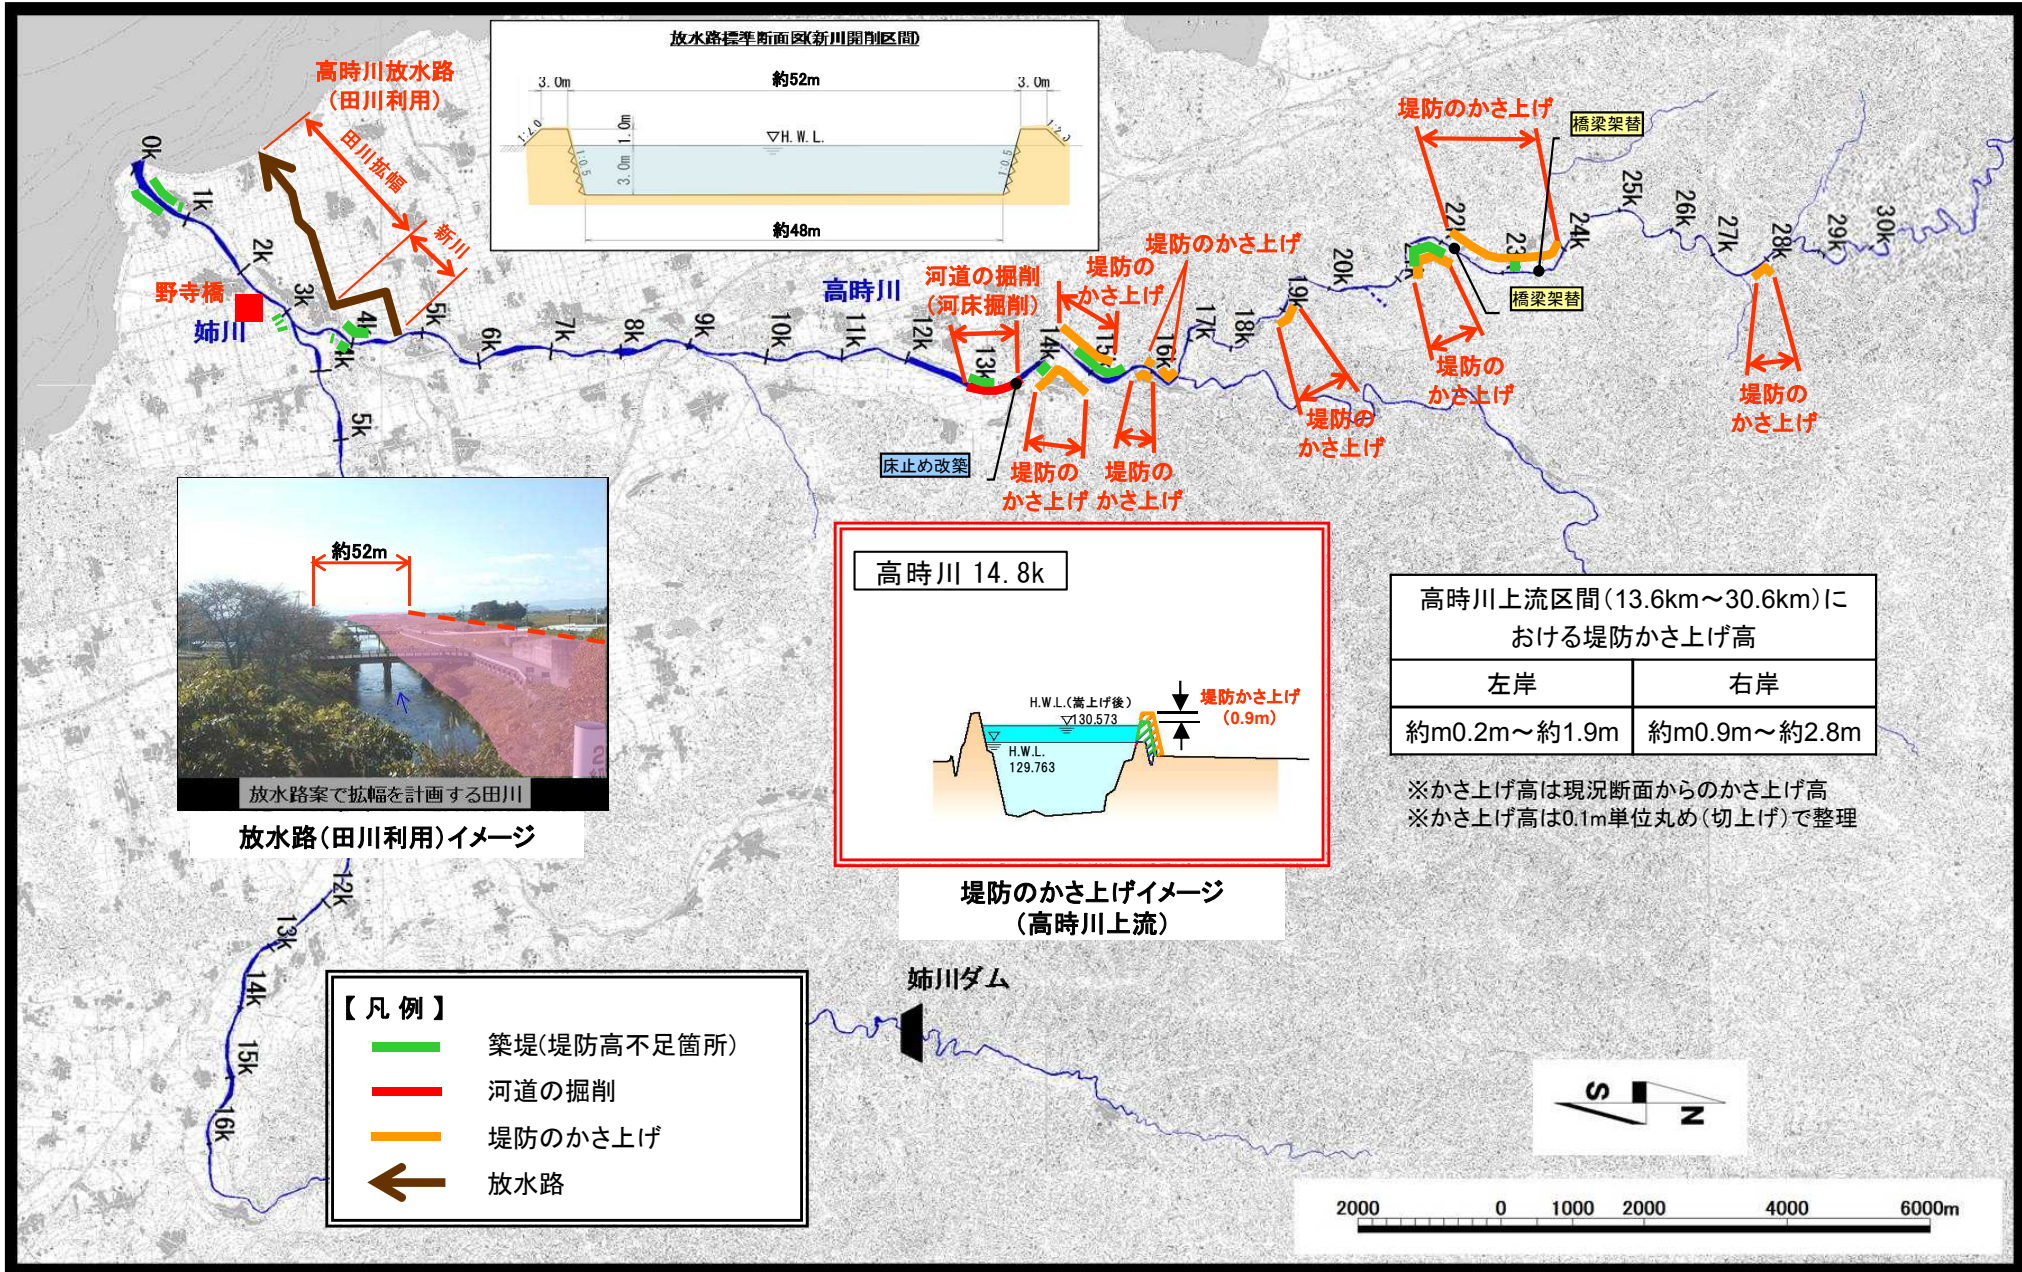 放水路標準断面図(新川開削区間)
3.0m
約52m
3.0m
1:2.0
1.0m
▽H.W.L.
1:0.5
3.0m
1:0.5
約48m
高時川放水路
(田川利用)
田川拡幅
新川
0k
1k
2k
3k
4k
5k
6k
7k
8k
9k
10k
11k
12k
13k
14k
16k
17k
18k
19k
20k
23
24k
25k
26k
27k
28k
29k
30k
野寺橋
姉川
高時川
4k
5k
河道の掘削
(河床掘削)
堤防の
かさ上げ
堤防のかさ上げ
堤防のかさ上げ
橋梁架替
橋梁架替
床止め改築
堤防の
かさ上げ
堤防の
かさ上げ
堤防の
かさ上げ
堤防の
かさ上げ
堤防の
かさ上げ
約52m
放水路案で拡幅を計画する田川
放水路(田川利用)イメージ
高時川 14.8k
H.W.L.(嵩上げ後)
▽130.573
H.W.L.
129.763
堤防かさ上げ
(0.9m)
堤防のかさ上げイメージ
(高時川上流)
高時川上流区間(13.6km~30.6km)に
おける堤防かさ上げ高
左岸 右岸
約m0.2m~約1.9m 約m0.9m~約2.8m
※かさ上げ高は現況断面からのかさ上げ高
※かさ上げ高は0.1m単位丸め(切上げ)で整理
12k
13k
14k
15k
16k
姉川ダム
【凡例】
築堤(堤防高不足箇所)
河道の掘削
堤防のかさ上げ
放水路
S
N
2000 0 1000 2000 4000 6000m